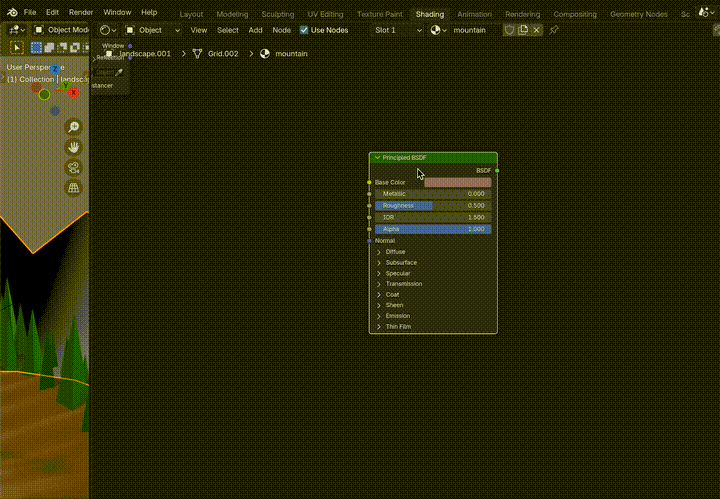 File Edit Render Window Help Layout Modeling Sculpting UV Editing Texture Paint Shading Animation Rendering Compositing Geometry Nodes Sc
Object Mode Object View Select Add Node Use Nodes Slot 1 mountain
Window
landscape.001 Grid.002 mountain
User Perspective
(1) Collection | landsca
Principled BSDF
BSDF
Base Color
Metallic 0.000
Roughness 0.500
IOR 1.500
Alpha 1.000
Normal
Diffuse
Subsurface
Specular
Transmission
Coat
Sheen
Emission
Thin Film